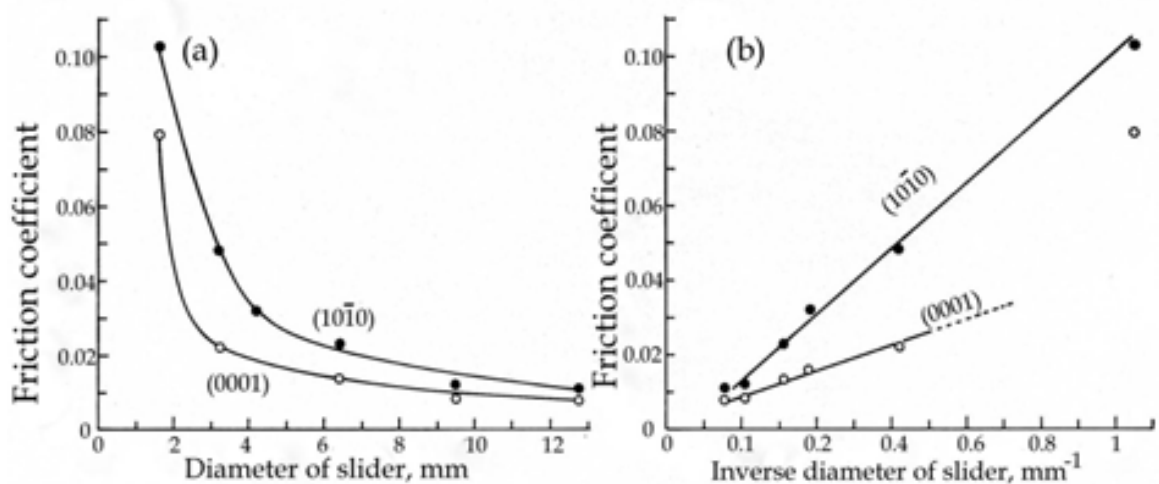 (a)
Friction coefficient
0.10
0.08
0.06
0.04
0.02
0
(101̅0)
(0001)
0 2 4 6 8 10 12
Diameter of slider, mm
(b)
Friction coefficent
0.10
0.08
0.06
0.04
0.02
0
(101̅0)
(0001)
0 0.1 0.2 0.4 0.6 0.8 1
Inverse diameter of slider, mm⁻¹